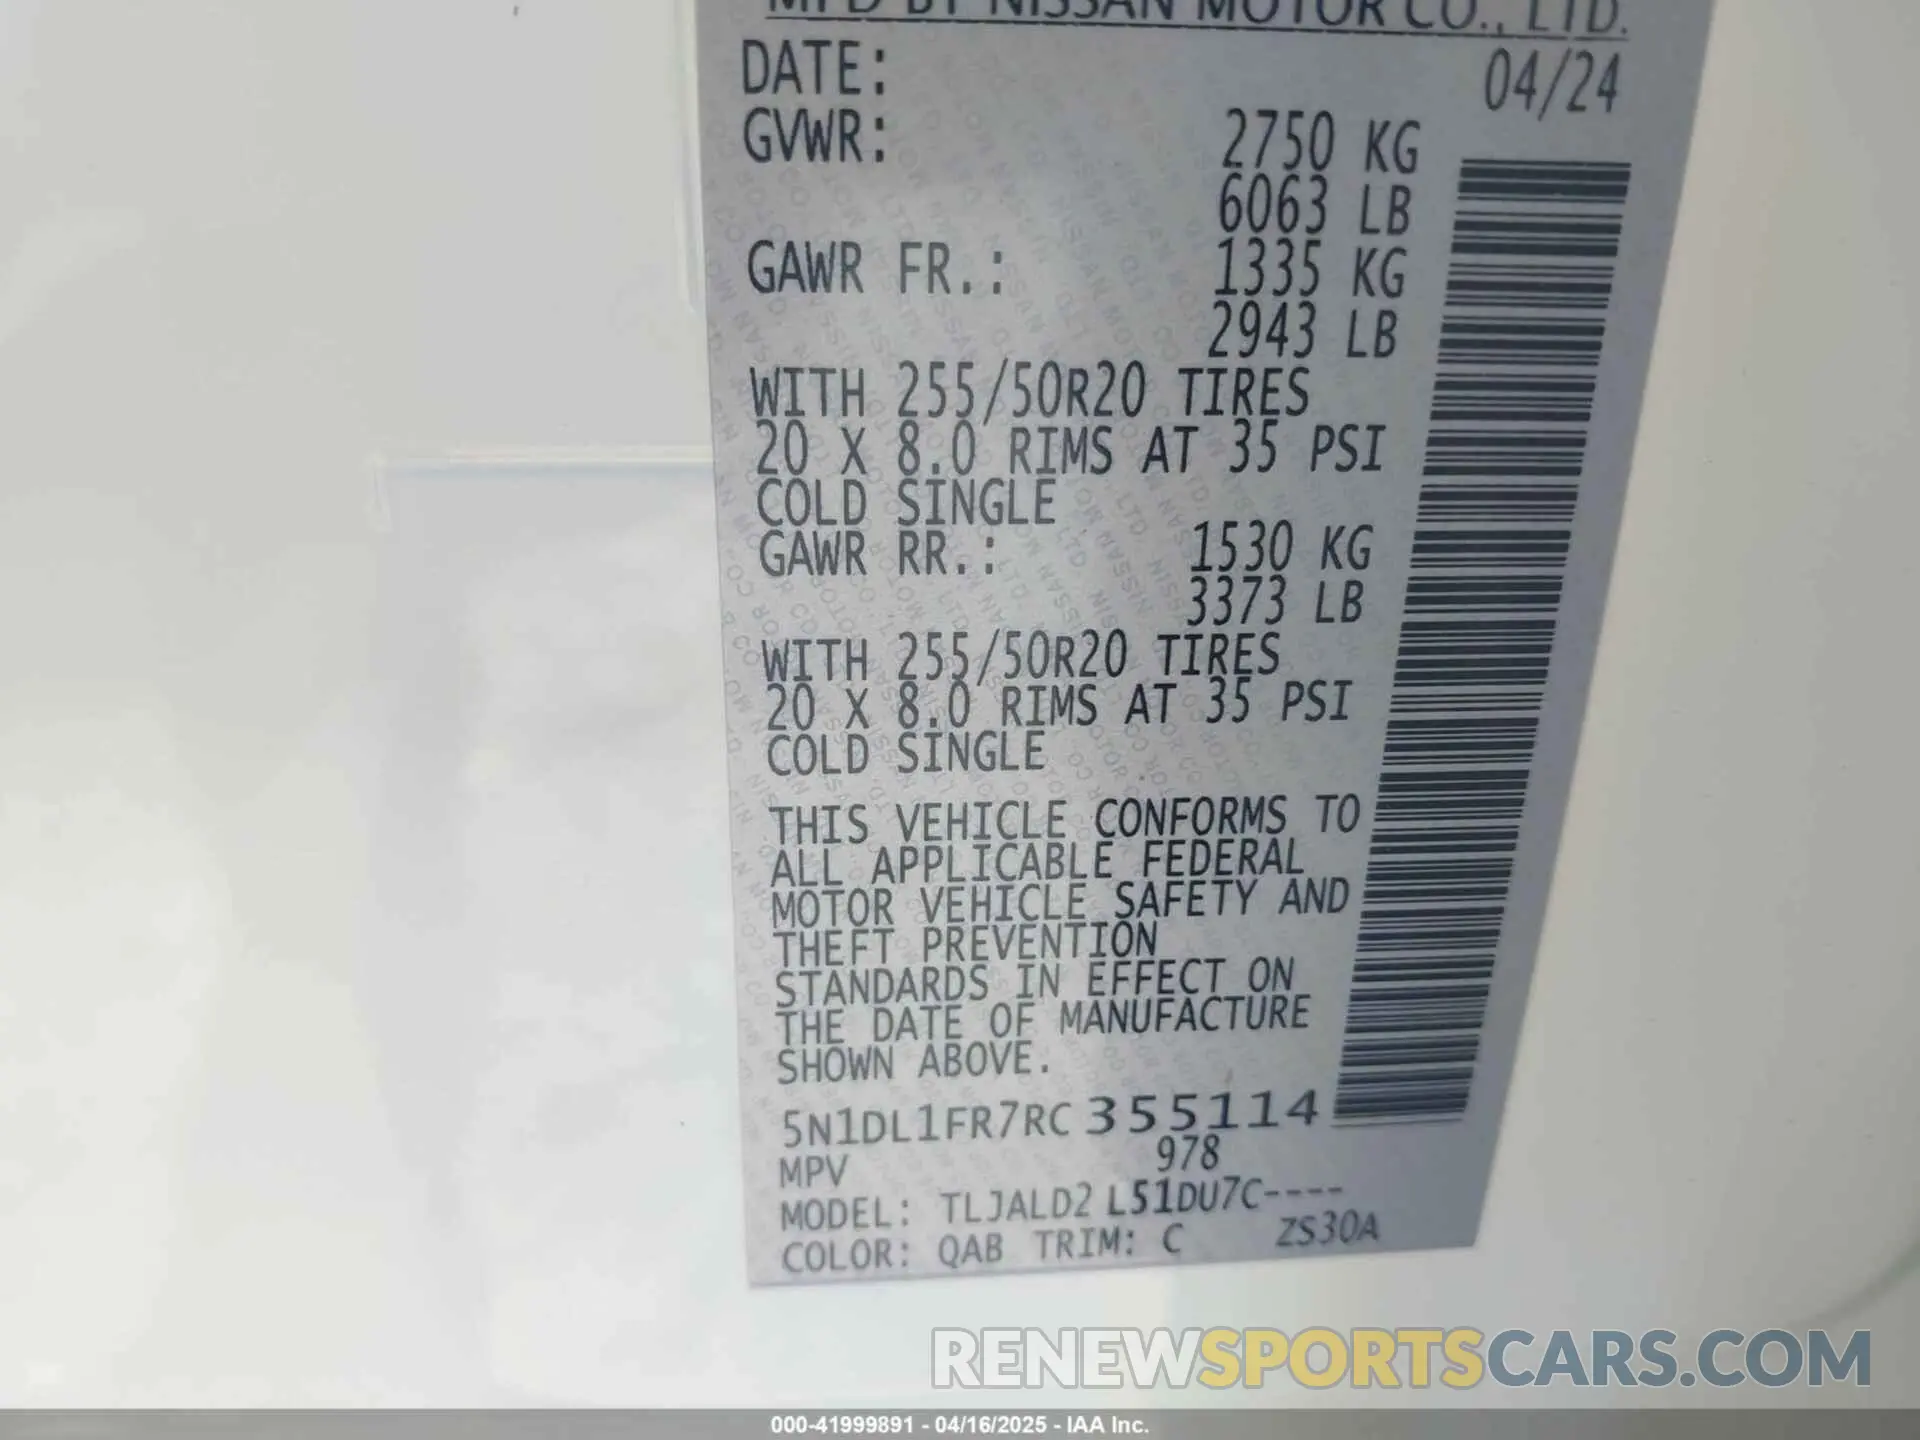 MFD BY NISSAN MOTOR CO., LTD.
DATE: 04/24
GVWR: 2750 KG
6063 LB
GAWR FR.: 1335 KG
2943 LB
WITH 255/50R20 TIRES
20 X 8.0 RIMS AT 35 PSI
COLD SINGLE
GAWR RR.: 1530 KG
3373 LB
WITH 255/50R20 TIRES
20 X 8.0 RIMS AT 35 PSI
COLD SINGLE
THIS VEHICLE CONFORMS TO
ALL APPLICABLE FEDERAL
MOTOR VEHICLE SAFETY AND
THEFT PREVENTION
STANDARDS IN EFFECT ON
THE DATE OF MANUFACTURE
SHOWN ABOVE.
5N1DL1FR7RC355114
MPV 978
MODEL: TLJALD2 L51DU7C----
COLOR: QAB TRIM: C ZS30A
RENEWSPORTSCARS.COM
000-41999891 - 04/16/2025 - IAA Inc.